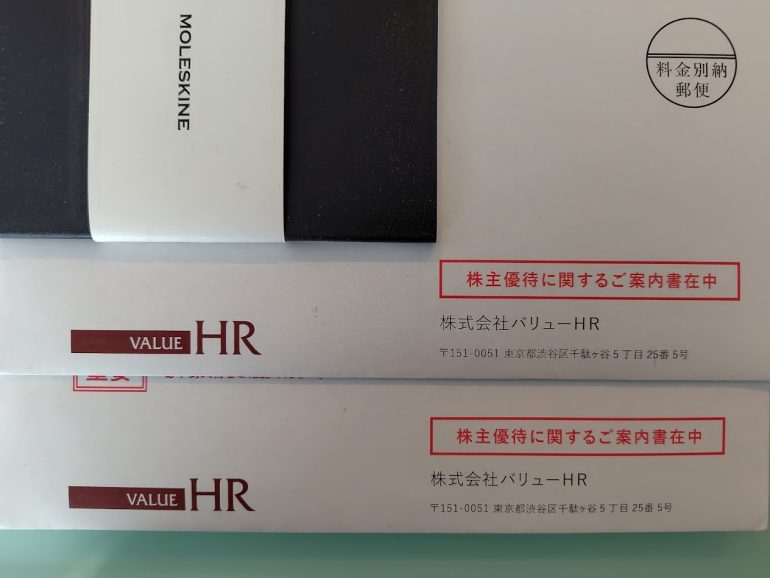 MOLESKINE
料金別納
郵便
株主優待に関するご案内書在中
株式会社バリューHR
〒151-0051 東京都渋谷区千駄ヶ谷5丁目25番5号
VALUE HR
重要
株主優待に関するご案内書在中
株式会社バリューHR
〒151-0051 東京都渋谷区千駄ヶ谷5丁目25番5号
VALUE HR